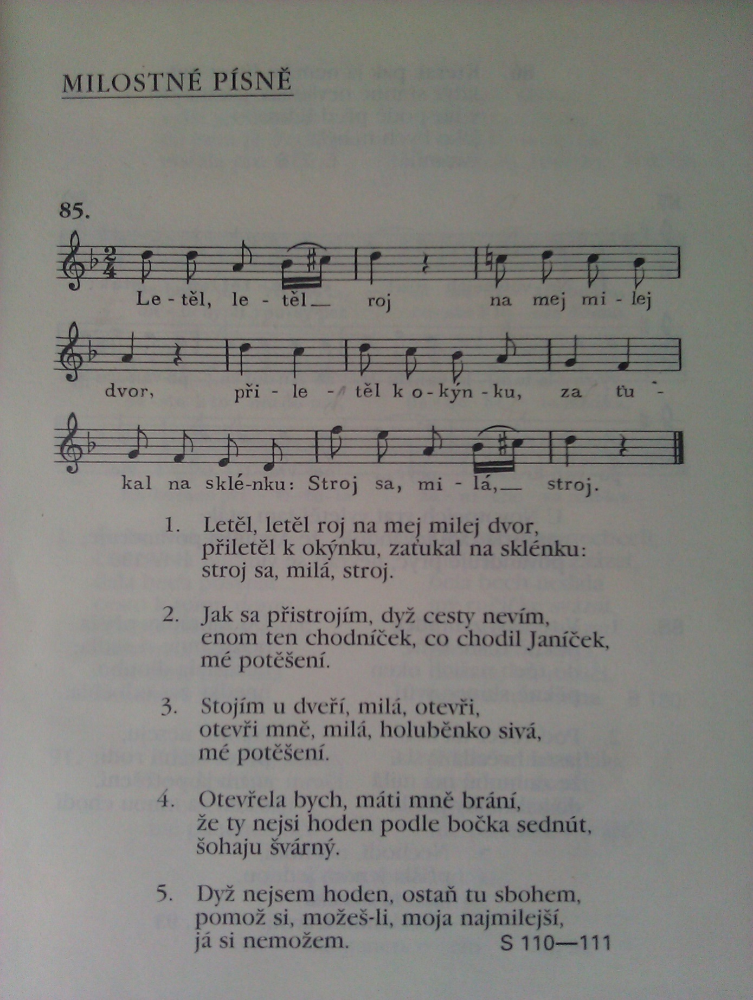 MILOSTNÉ PÍSNĚ
85.
2
4
Le - těl, le - těl roj na mej mi - lej
dvor, při - le - těl k o - kýn - ku, za ťu -
kal na sklé-nku: Stroj sa, mi - lá, stroj.
1. Letěl, letěl roj na mej milej dvor,
přiletěl k okýnku, zaťukal na sklénku:
stroj sa, milá, stroj.
2. Jak sa přistrojím, dyž cesty nevím,
enom ten chodníček, co chodil Janíček,
mé potěšení.
3. Stojím u dveří, milá, otevři,
otevři mně, milá, holuběnko sivá,
mé potěšení.
4. Otevřela bych, máti mně brání,
že ty nejsi hoden podle bočka sednút,
šohaju švárný.
5. Dyž nejsem hoden, ostaň tu sbohem,
pomož si, možeš-li, moja najmilejší,
já si nemožem. S 110—111